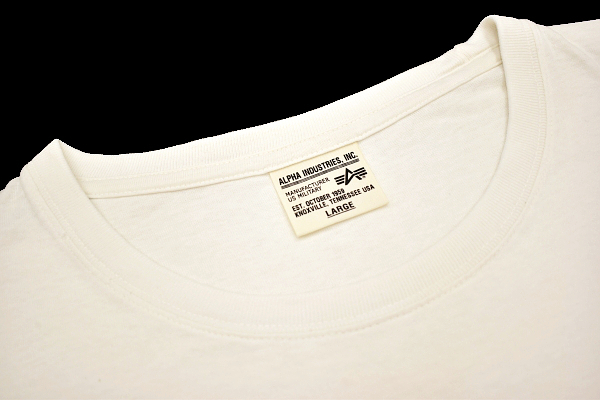 ALPHA INDUSTRIES, INC.
MANUFACTURER
US MILITARY
EST. OCTOBER 1959
KNOXVILLE, TENNESSEE USA
LARGE